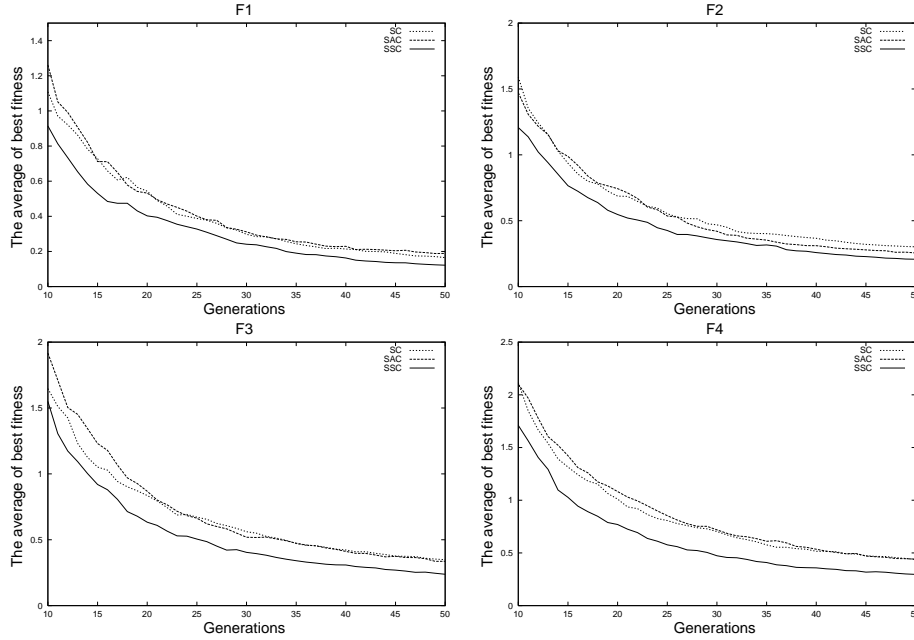 F1
The average of best fitness
1.4
1.2
1
0.8
0.6
0.4
0.2
0
SC
SAC
SSC
10 15 20 25 30 35 40 45 50
Generations
F2
The average of best fitness
2
1.5
1
0.5
0
SC
SAC
SSC
10 15 20 25 30 35 40 45 50
Generations
F3
The average of best fitness
2
1.5
1
0.5
0
SC
SAC
SSC
10 15 20 25 30 35 40 45 50
Generations
F4
The average of best fitness
2.5
2
1.5
1
0.5
0
SC
SAC
SSC
10 15 20 25 30 35 40 45 50
Generations